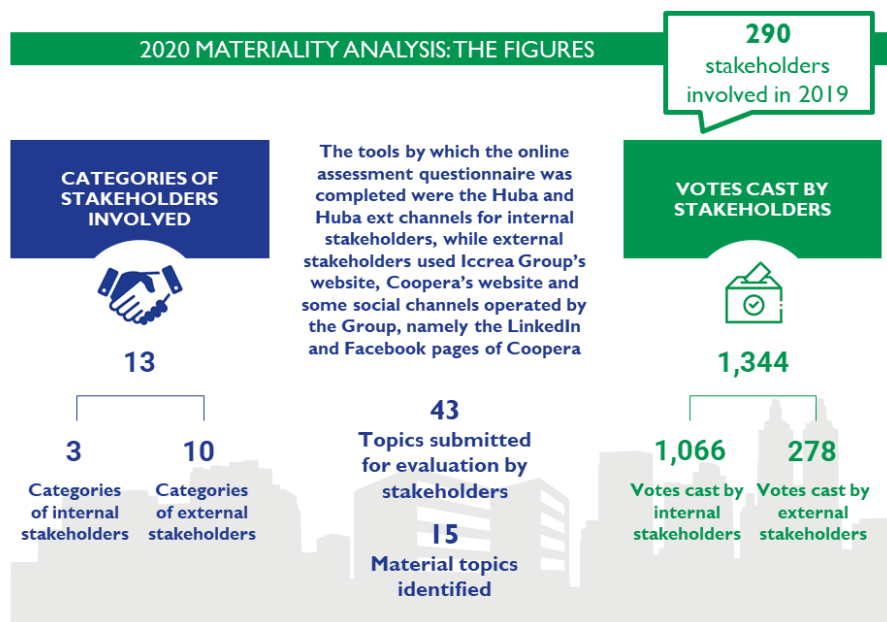 2020 MATERIALITY ANALYSIS: THE FIGURES
290
stakeholders
involved in 2019
CATEGORIES OF
STAKEHOLDERS
INVOLVED
13
3
Categories
of internal
stakeholders
10
Categories
of external
stakeholders
The tools by which the online
assessment questionnaire was
completed were the Huba and
Huba ext channels for internal
stakeholders, while external
stakeholders used Iccrea Group's
website, Coopera's website and
some social channels operated by
the Group, namely the LinkedIn
and Facebook pages of Coopera
43
Topics submitted
for evaluation by
stakeholders
15
Material topics
identified
VOTES CAST BY
STAKEHOLDERS
1,344
1,066
Votes cast by
internal
stakeholders
278
Votes cast by
external
stakeholders